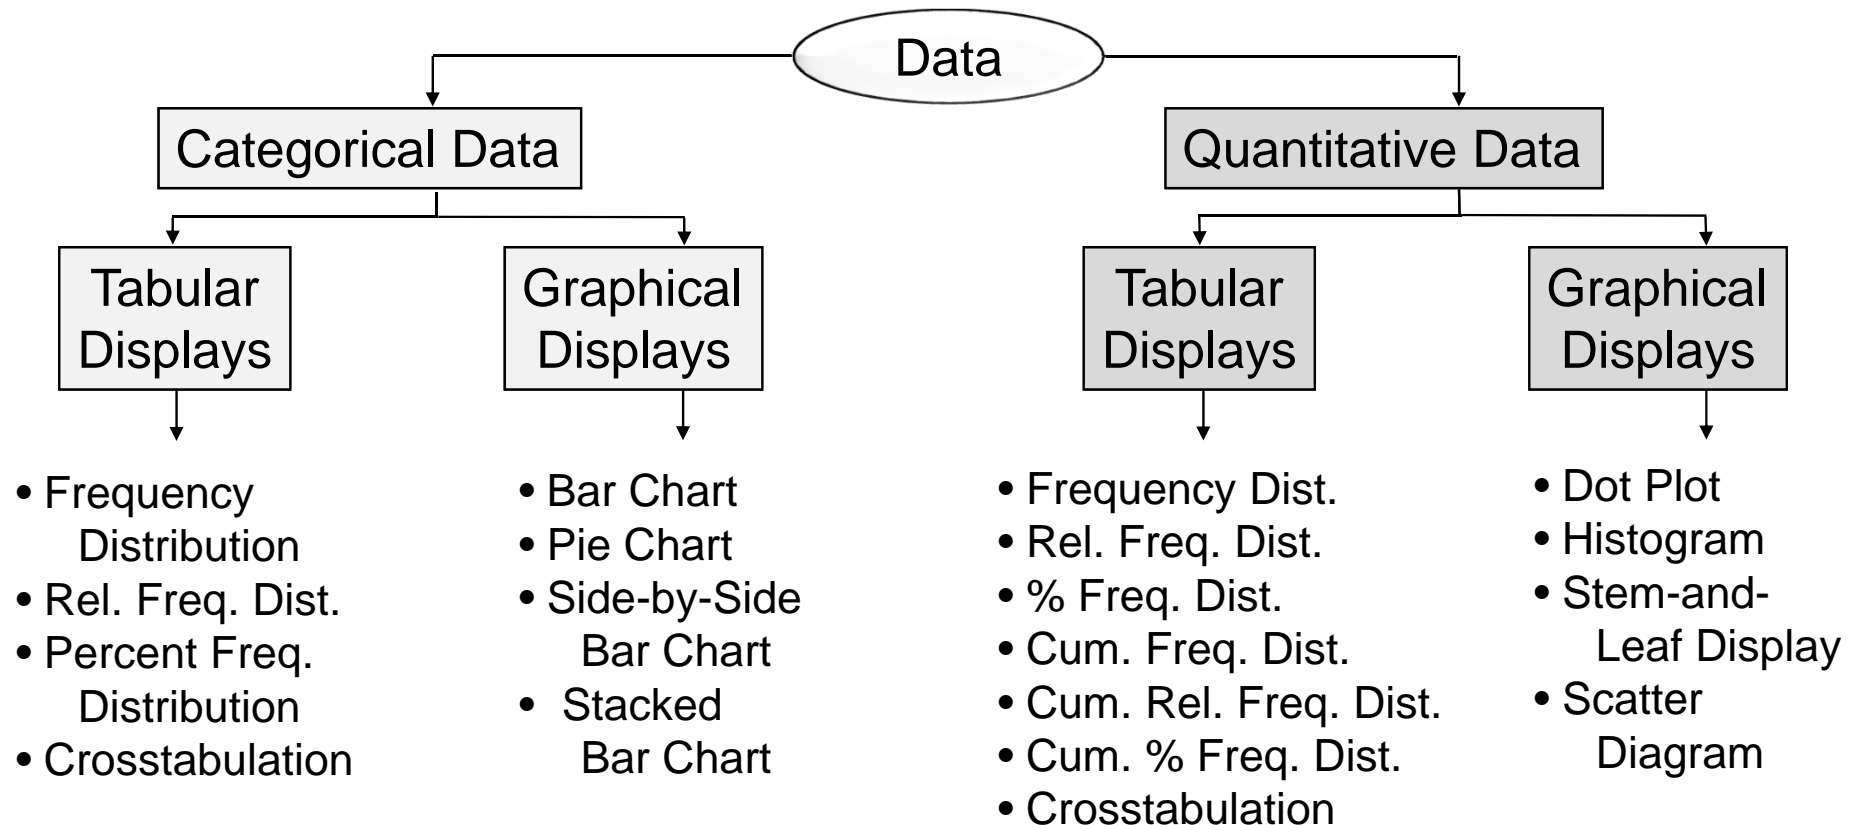 Data
Categorical Data
Quantitative Data
Tabular
Displays
Graphical
Displays
Tabular
Displays
Graphical
Displays
• Frequency
Distribution
• Rel. Freq. Dist.
• Percent Freq.
Distribution
• Crosstabulation
• Bar Chart
• Pie Chart
• Side-by-Side
Bar Chart
• Stacked
Bar Chart
• Frequency Dist.
• Rel. Freq. Dist.
• % Freq. Dist.
• Cum. Freq. Dist.
• Cum. Rel. Freq. Dist.
• Cum. % Freq. Dist.
• Crosstabulation
• Dot Plot
• Histogram
• Stem-and-
Leaf Display
• Scatter
Diagram